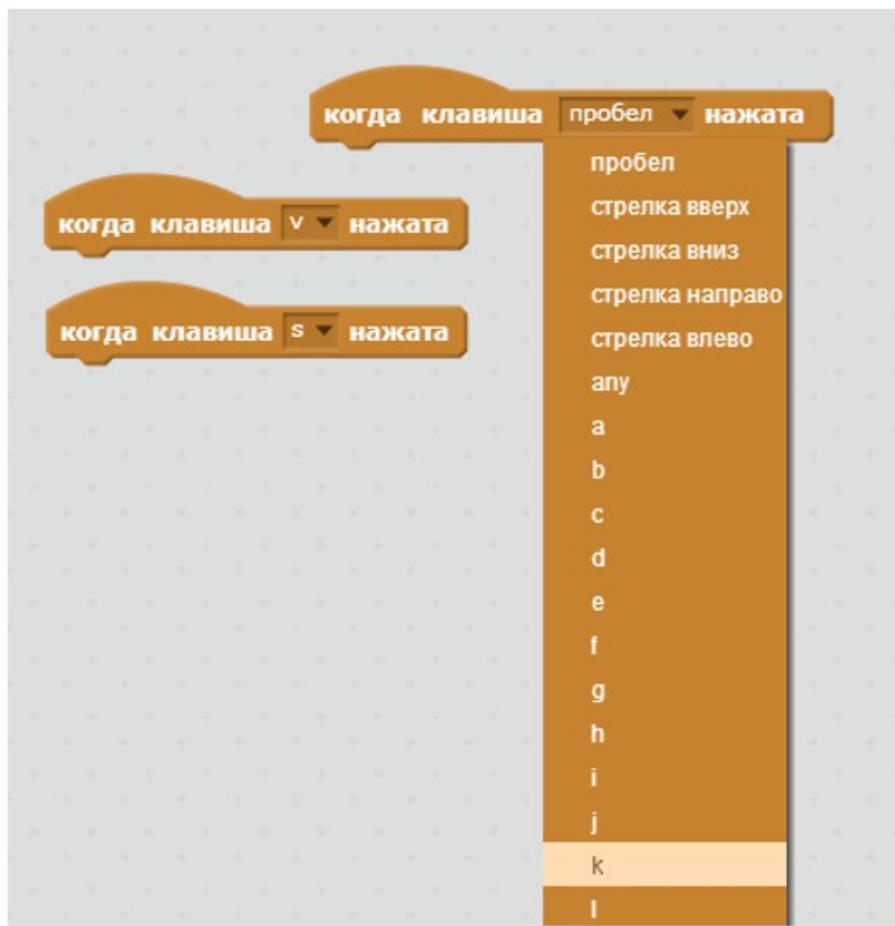 когда клавиша пробел нажата
когда клавиша v нажата
когда клавиша s нажата
пробел
стрелка вверх
стрелка вниз
стрелка направо
стрелка влево
any
a
b
c
d
e
f
g
h
i
j
k
l